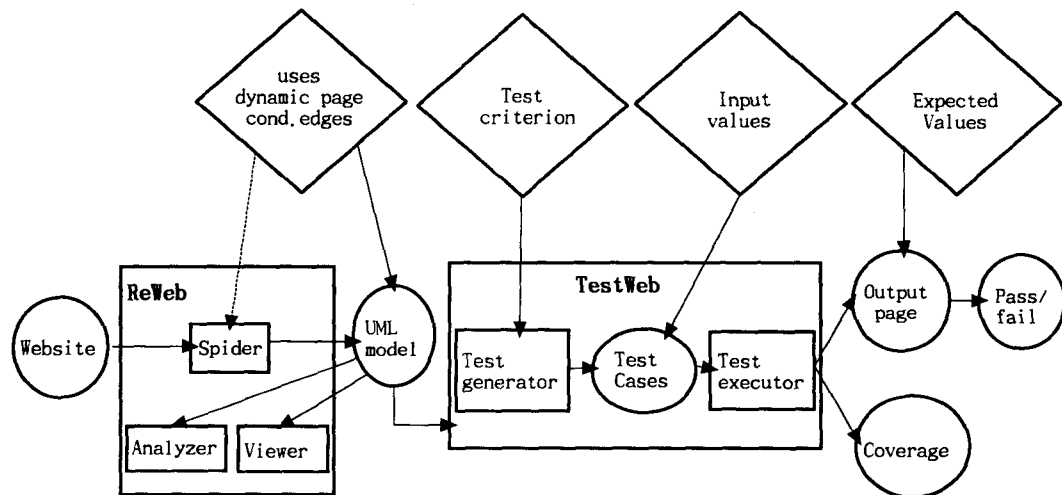 uses
dynamic page
cond.edges
Test
criterion
Input
values
Expected
Values
ReWeb
TestWeb
Website
Spider
UML
model
Analyzer
Viewer
Test
generator
Test
Cases
Test
executor
Output
page
Pass/
fail
Coverage